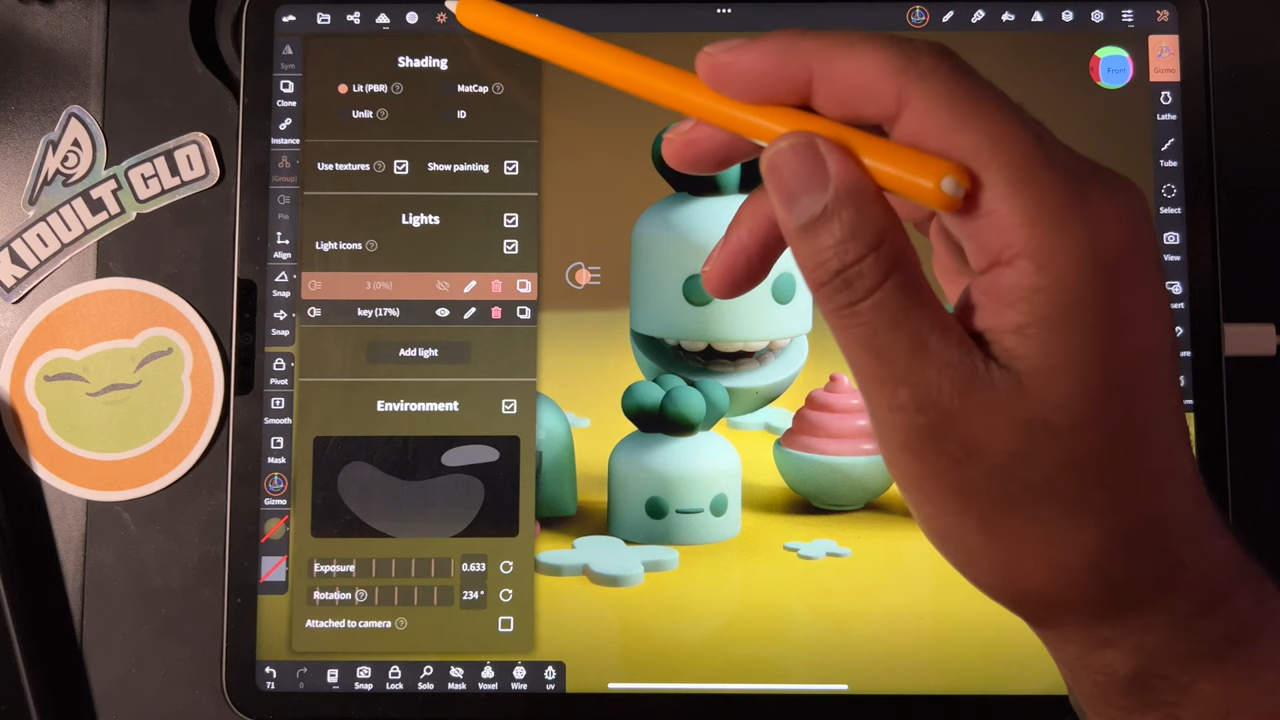 KIDULT CLO
Sym
Clone
Instance
(Group)
Pin
Align
Snap
Snap
Pivot
Smooth
Mask
Gizmo
Shading
Lit (PBR) ?
MatCap ?
Unlit ?
ID
Use textures ?
Show painting
Lights
Light icons ?
3 (0%)
key (17%)
Add light
Environment
Exposure 0.633
Rotation ? 234 °
Attached to camera ?
71
0
Snap
Lock
Solo
Mask
Voxel
Wire
uv
Front
Gizmo
Lathe
Tube
Select
View